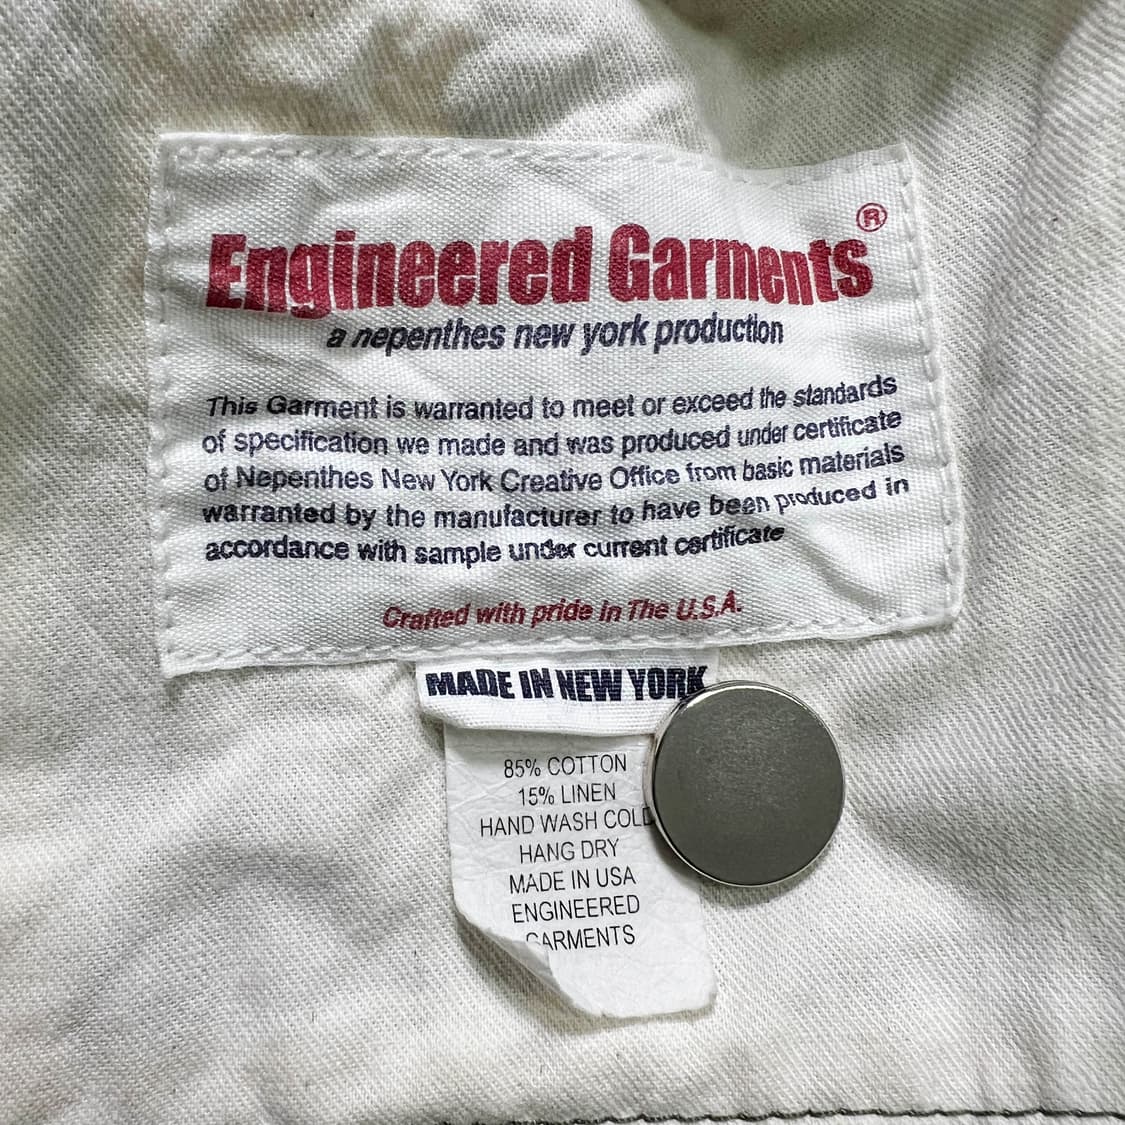 Engineered Garments®
a nepenthes new york production
This Garment is warranted to meet or exceed the standards
of specification we made and was produced under certificate
of Nepenthes New York Creative Office from basic materials
warranted by the manufacturer to have been produced in
accordance with sample under current certificate
Crafted with pride in The U.S.A.
MADE IN NEW YORK
85% COTTON
15% LINEN
HAND WASH COLD
HANG DRY
MADE IN USA
ENGINEERED
GARMENTS